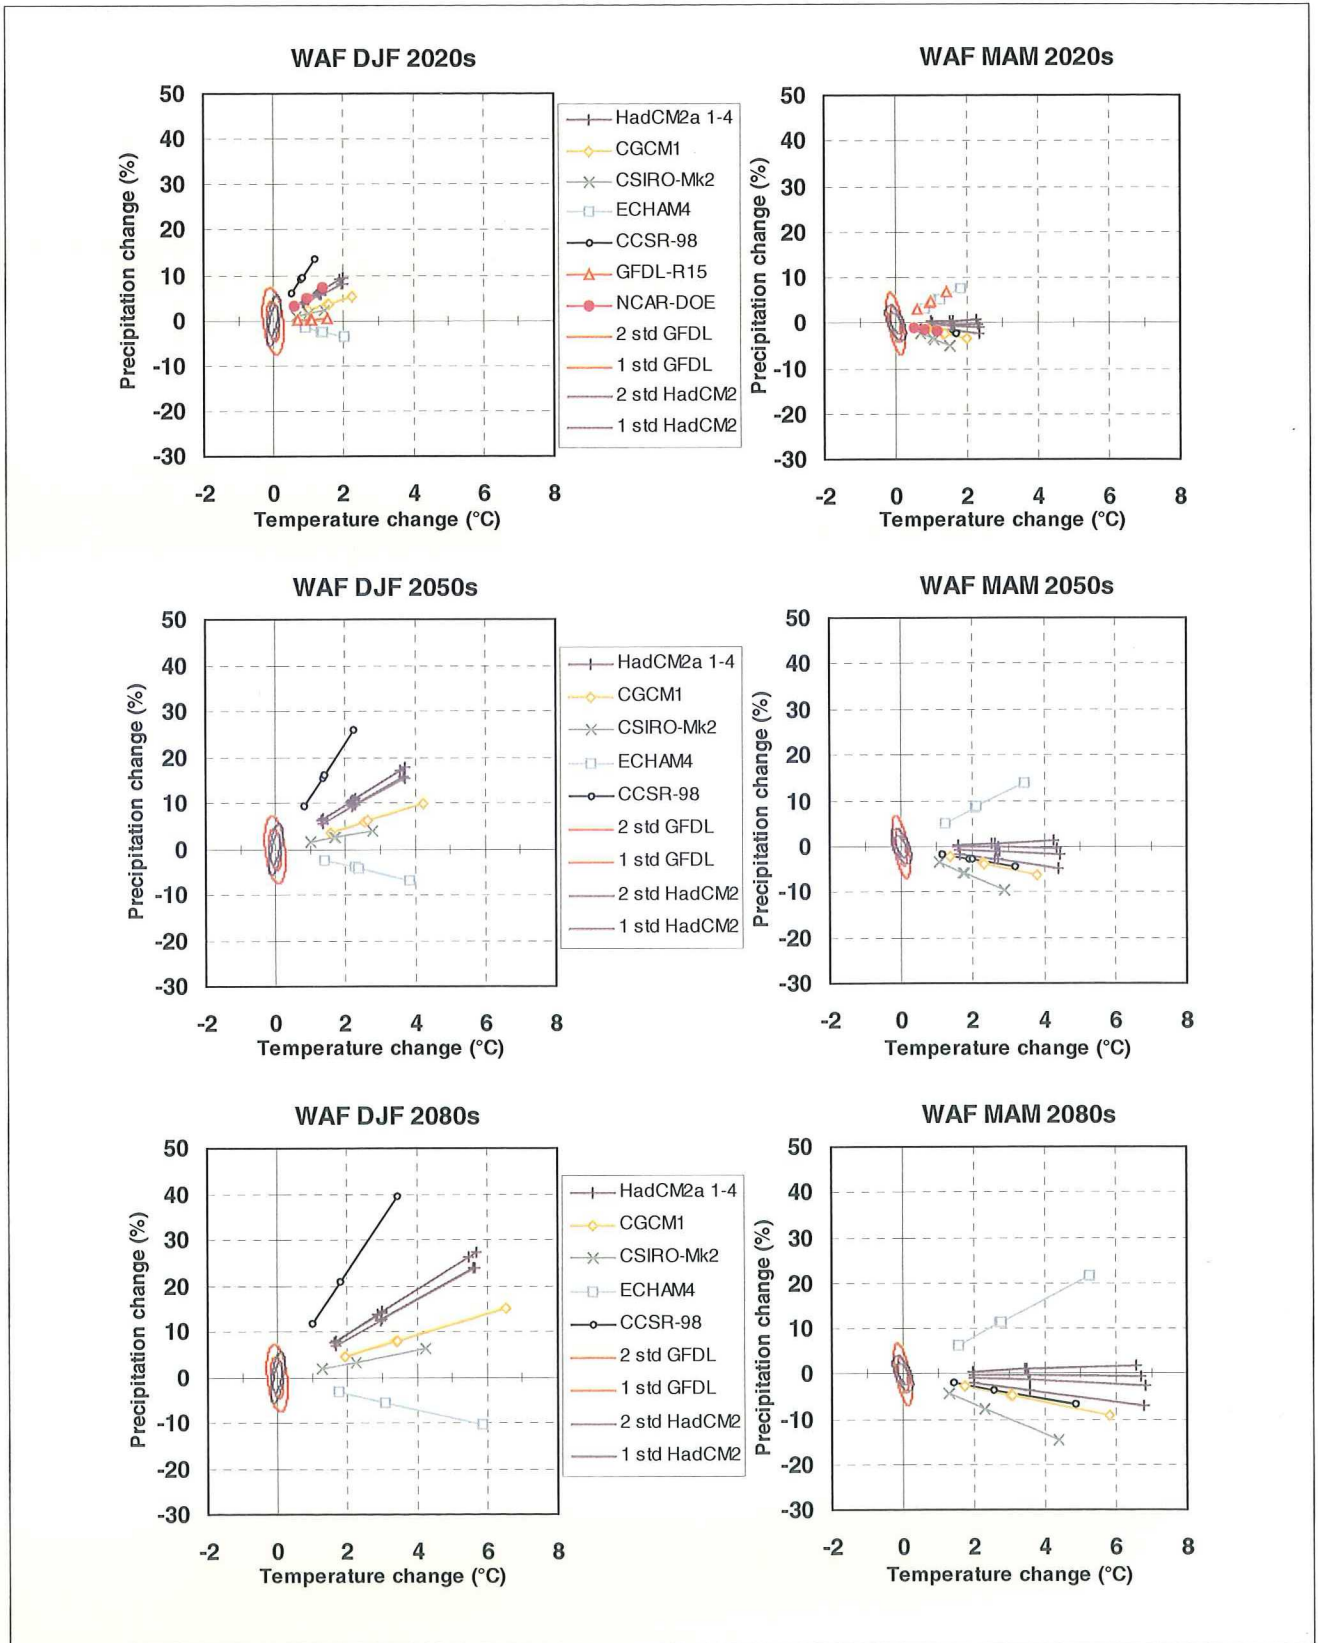 WAF DJF 2020s
50
40
30
20
10
0
-10
-20
-30
Precipitation change (%)
-2 0 2 4 6 8
Temperature change (°C)
HadCM2a 1-4
CGCM1
CSIRO-Mk2
ECHAM4
CCSR-98
GFDL-R15
NCAR-DOE
2 std GFDL
1 std GFDL
2 std HadCM2
1 std HadCM2
WAF MAM 2020s
50
40
30
20
10
0
-10
-20
-30
Precipitation change (%)
-2 0 2 4 6 8
Temperature change (°C)
WAF DJF 2050s
50
40
30
20
10
0
-10
-20
-30
Precipitation change (%)
-2 0 2 4 6 8
Temperature change (°C)
HadCM2a 1-4
CGCM1
CSIRO-Mk2
ECHAM4
CCSR-98
2 std GFDL
1 std GFDL
2 std HadCM2
1 std HadCM2
WAF MAM 2050s
50
40
30
20
10
0
-10
-20
-30
Precipitation change (%)
-2 0 2 4 6 8
Temperature change (°C)
WAF DJF 2080s
50
40
30
20
10
0
-10
-20
-30
Precipitation change (%)
-2 0 2 4 6 8
Temperature change (°C)
HadCM2a 1-4
CGCM1
CSIRO-Mk2
ECHAM4
CCSR-98
2 std GFDL
1 std GFDL
2 std HadCM2
1 std HadCM2
WAF MAM 2080s
50
40
30
20
10
0
-10
-20
-30
Precipitation change (%)
-2 0 2 4 6 8
Temperature change (°C)